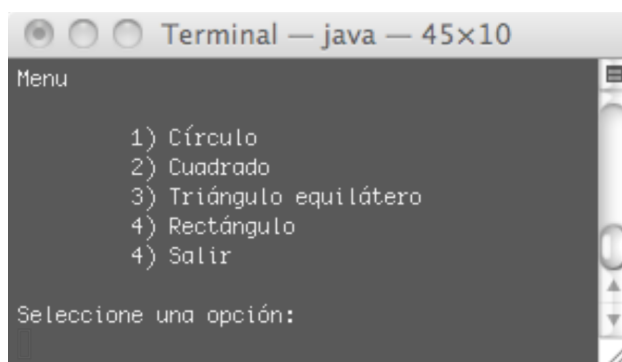 Terminal — java — 45×10
Menu
1) Círculo
2) Cuadrado
3) Triángulo equilátero
4) Rectángulo
4) Salir
Seleccione una opción: